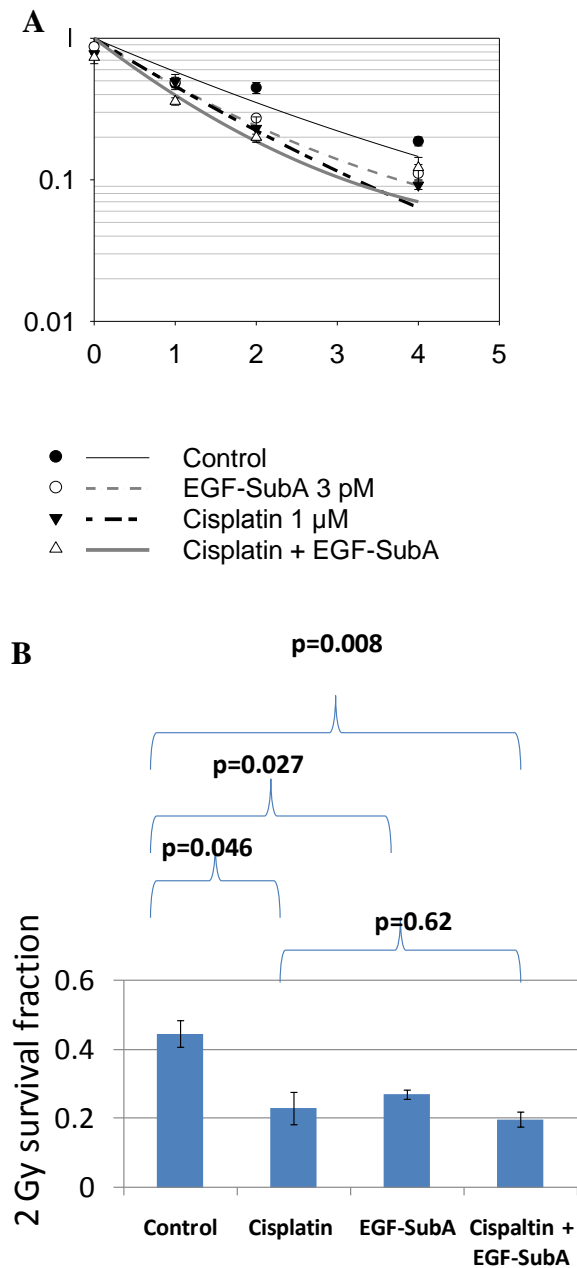 A
1
0.1
0.01
0 1 2 3 4 5
Control
EGF-SubA 3 pM
Cisplatin 1 µM
Cisplatin + EGF-SubA
B
p=0.008
p=0.027
p=0.046
p=0.62
2 Gy survival fraction
0.6
0.4
0.2
0
Control Cisplatin EGF-SubA Cispaltin +
EGF-SubA